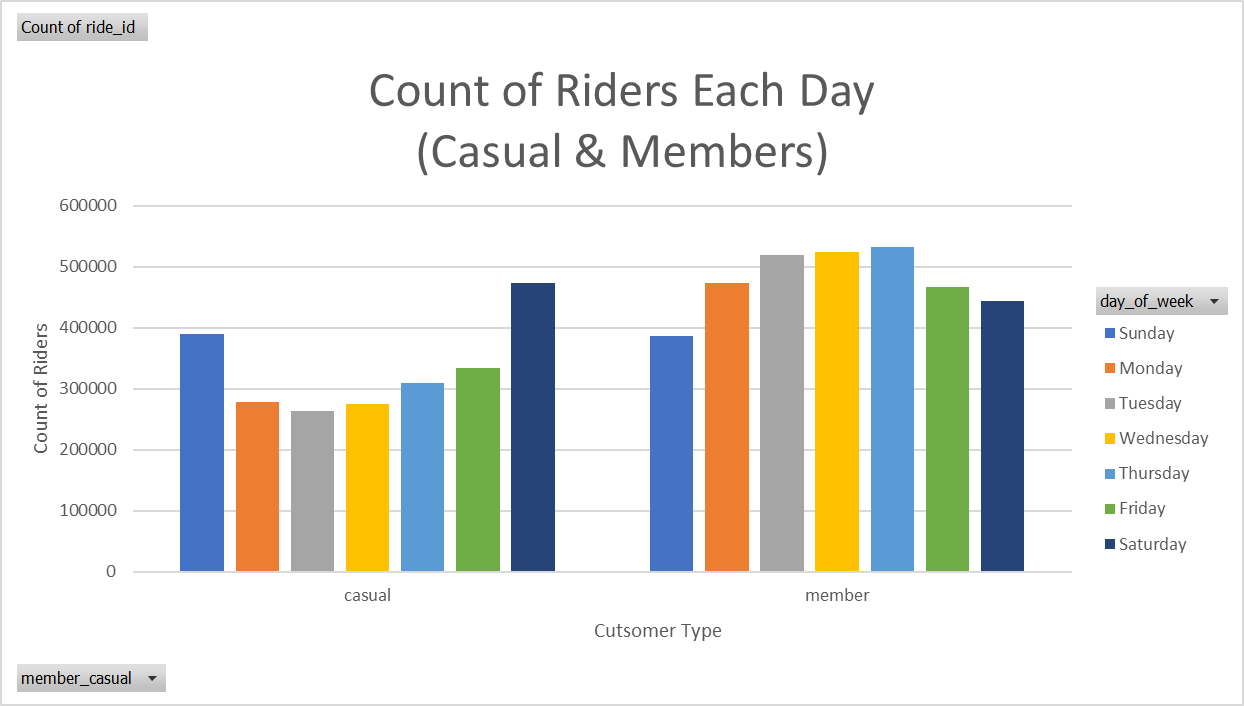 Count of ride_id
Count of Riders Each Day
(Casual & Members)
600000
500000
400000
300000
200000
100000
0
Count of Riders
casual
member
Cutsomer Type
day_of_week
Sunday
Monday
Tuesday
Wednesday
Thursday
Friday
Saturday
member_casual